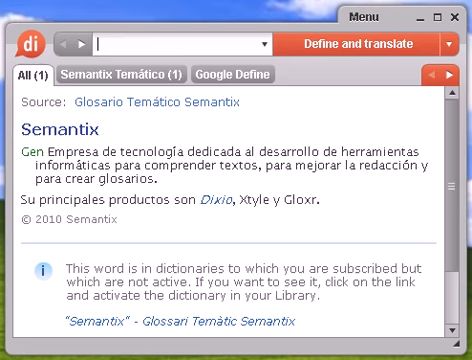 Menu
di
Define and translate
All (1)
Semantix Temático (1)
Google Define
Source: Glosario Temático Semantix
Semantix
Gen Empresa de tecnología dedicada al desarrollo de herramientas
informáticas para comprender textos, para mejorar la redacción y
para crear glosarios.
Su principales productos son Dixio, Xtyle y Gloxr.
© 2010 Semantix
i
This word is in dictionaries to which you are subscribed but
which are not active. If you want to see it, click on the link
and activate the dictionary in your Library.
"Semantix" - Glossari Temàtic Semantix